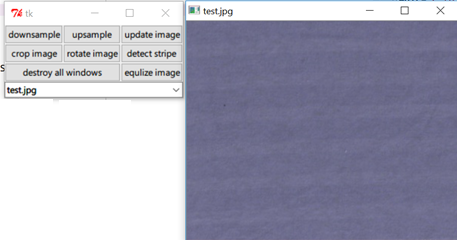 tk
test.jpg
downsample upsample update image
crop image rotate image detect stripe
destroy all windows equlize image
test.jpg